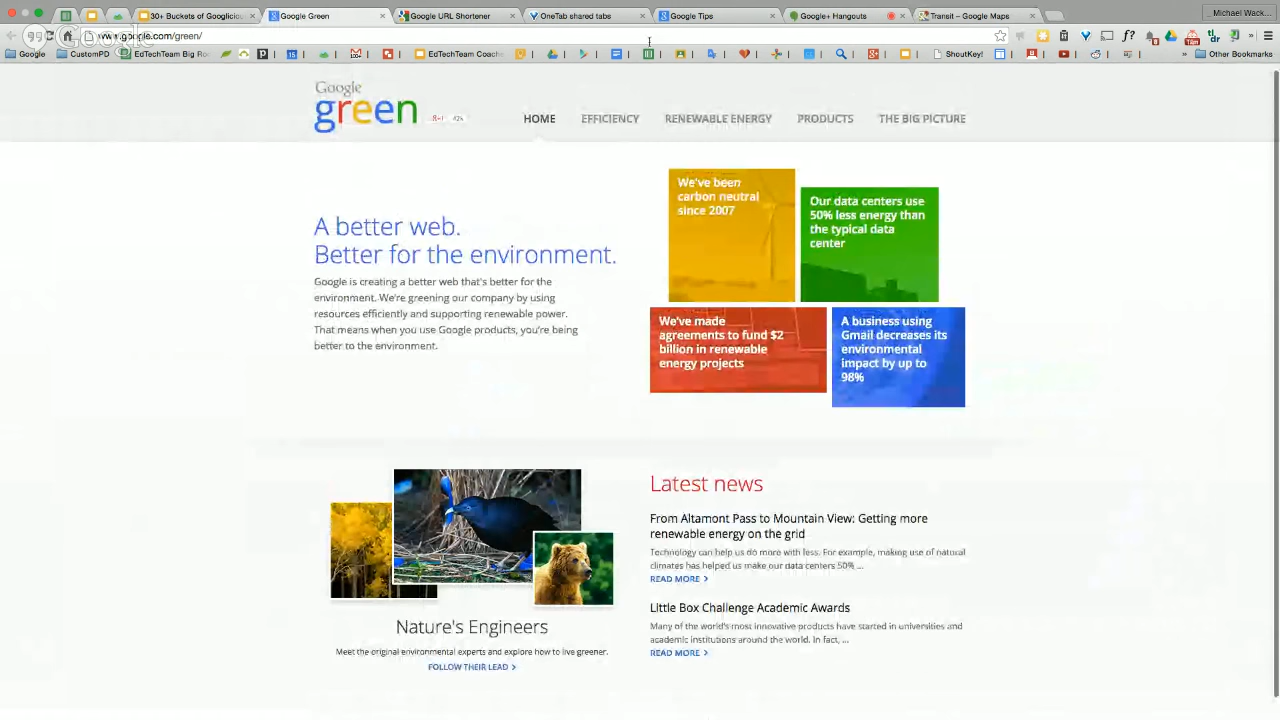 30+ Buckets of Googlicious
Google Green
Google URL Shortener
OneTab shared tabs
Google Tips
Google+ Hangouts
Transit – Google Maps
Michael Wack...
Google
www.google.com/green/
Google
CustomPD
EdTechTeam Big Roo
EdTechTeam Coach
ShoutKey!
Other Bookmarks
Google
green
HOME
EFFICIENCY
RENEWABLE ENERGY
PRODUCTS
THE BIG PICTURE
We've been
carbon neutral
since 2007
Our data centers use
50% less energy than
the typical data
center
A better web.
Better for the environment.
Google is creating a better web that's better for the
environment. We're greening our company by using
resources efficiently and supporting renewable power.
That means when you use Google products, you're being
better to the environment.
We've made
agreements to fund $2
billion in renewable
energy projects
A business using
Gmail decreases its
environmental
impact by up to
98%
Nature's Engineers
Meet the original environmental experts and explore how to live greener.
FOLLOW THEIR LEAD >
Latest news
From Altamont Pass to Mountain View: Getting more
renewable energy on the grid
Technology can help us do more with less. For example, making use of natural
climates has helped us make our data centers 50% ...
READ MORE >
Little Box Challenge Academic Awards
Many of the world's most innovative products have started in universities and
academic institutions around the world. In fact, ...
READ MORE >